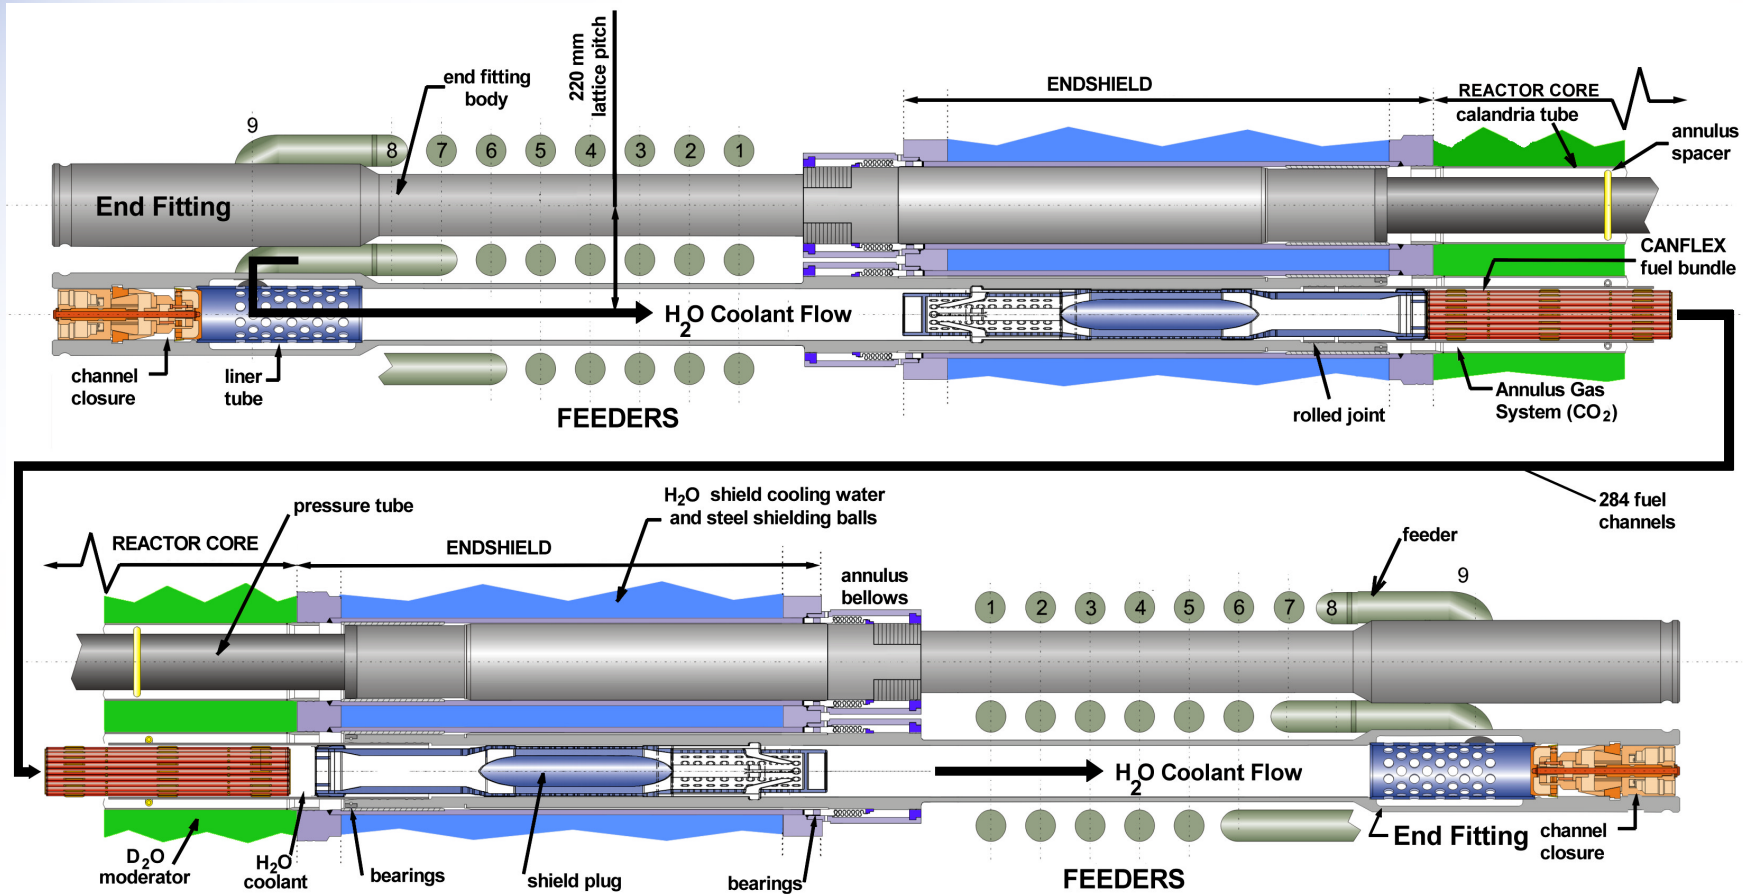 220 mm
lattice pitch
end fitting
body
ENDSHIELD
REACTOR CORE
calandria tube
annulus
spacer
9
8
7
6
5
4
3
2
1
End Fitting
CANFLEX
fuel bundle
H₂O Coolant Flow
channel
closure
liner
tube
FEEDERS
rolled joint
Annulus Gas
System (CO₂)
284 fuel
channels
pressure tube
H₂O shield cooling water
and steel shielding balls
REACTOR CORE
ENDSHIELD
annulus
bellows
feeder
1
2
3
4
5
6
7
8
9
H₂O Coolant Flow
D₂O
moderator
H₂O
coolant
bearings
shield plug
bearings
FEEDERS
End Fitting
channel
closure